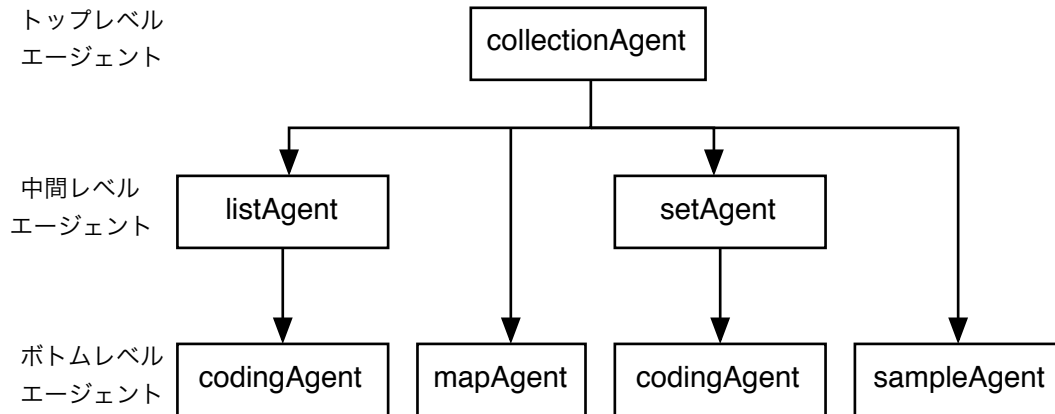 トップレベル
エージェント
collectionAgent
中間レベル
エージェント
listAgent
setAgent
ボトムレベル
エージェント
codingAgent
mapAgent
codingAgent
sampleAgent